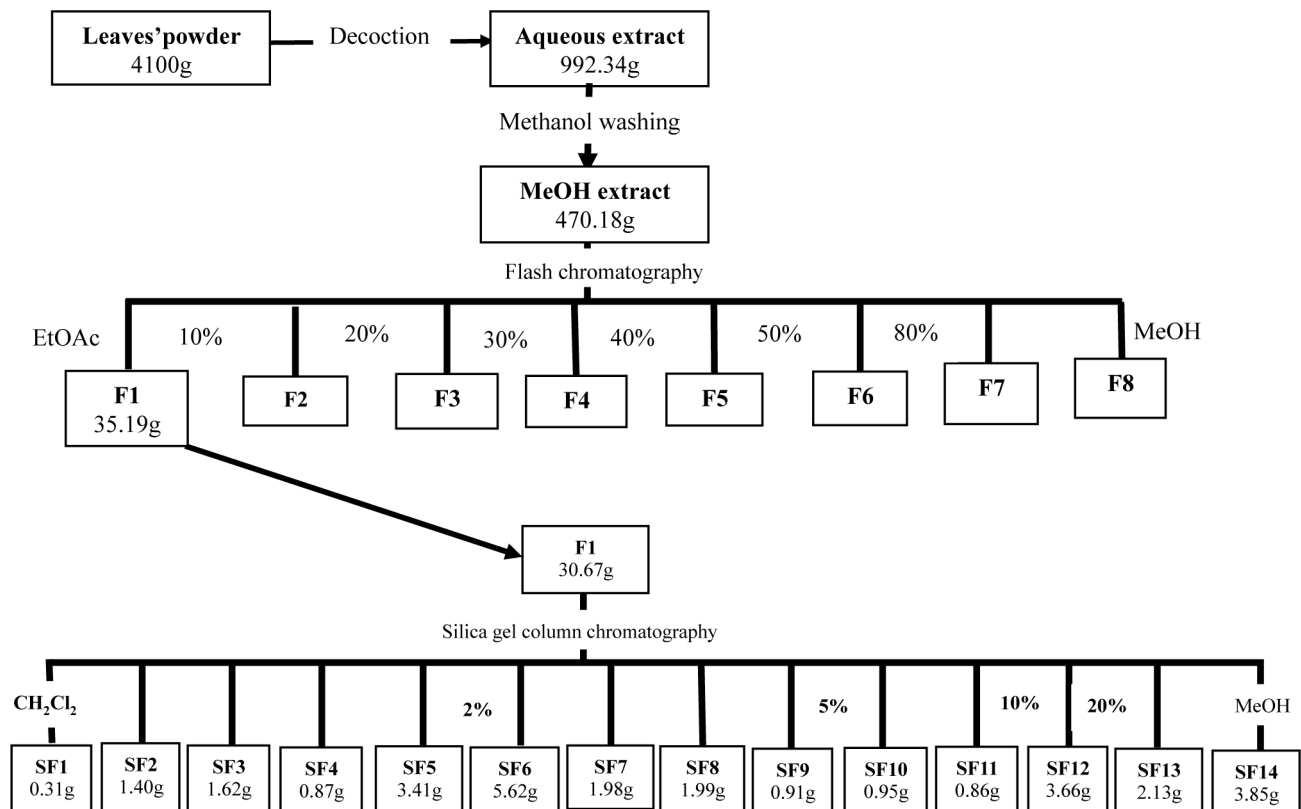 Leaves'powder
4100g
Decoction
Aqueous extract
992.34g
Methanol washing
MeOH extract
470.18g
Flash chromatography
EtOAc
10%
20%
30%
40%
50%
80%
MeOH
F1
35.19g
F2
F3
F4
F5
F6
F7
F8
F1
30.67g
Silica gel column chromatography
CH₂Cl₂
2%
5%
10%
20%
MeOH
SF1
0.31g
SF2
1.40g
SF3
1.62g
SF4
0.87g
SF5
3.41g
SF6
5.62g
SF7
1.98g
SF8
1.99g
SF9
0.91g
SF10
0.95g
SF11
0.86g
SF12
3.66g
SF13
2.13g
SF14
3.85g